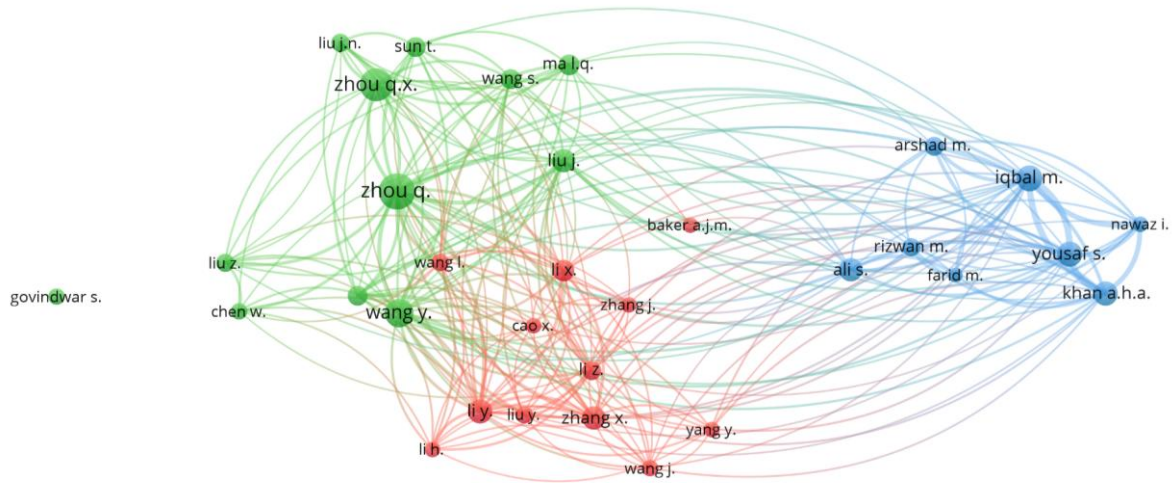 liu j.n.
sun t.
ma l.q.
wang s.
zhou q.x.
arshad m.
liu j.
iqbal m.
zhou q.
nawaz i.
baker a.j.m.
rizwan m.
yousaf s.
wang l.
liu z.
li x.
ali s.
farid m.
khan a.h.a.
govindwar s.
zhang j.
chen w.
wang y.
cao x.
li z.
li y.
liu y.
zhang x.
yang y.
li h.
wang j.